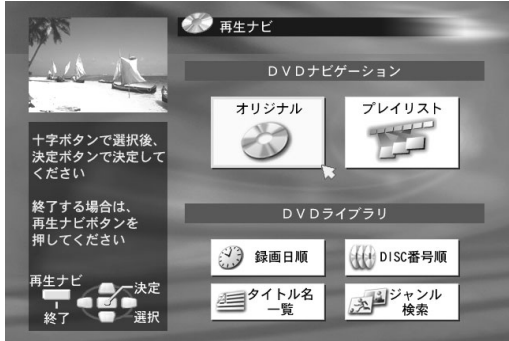 再生ナビ
DVDナビゲーション
オリジナル
プレイリスト
十字ボタンで選択後、
決定ボタンで決定して
ください
終了する場合は、
再生ナビボタンを
押してください
再生ナビ
決定
終了
選択
DVDライブラリ
録画日順
DISC番号順
タイトル名
一覧
ジャンル
検索